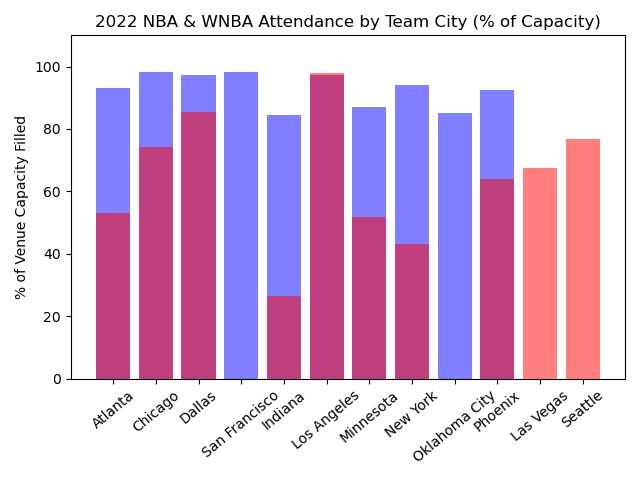 2022 NBA & WNBA Attendance by Team City (% of Capacity)
% of Venue Capacity Filled
100
80
60
40
20
0
Atlanta
Chicago
Dallas
San Francisco
Indiana
Los Angeles
Minnesota
New York
Oklahoma City
Phoenix
Las Vegas
Seattle